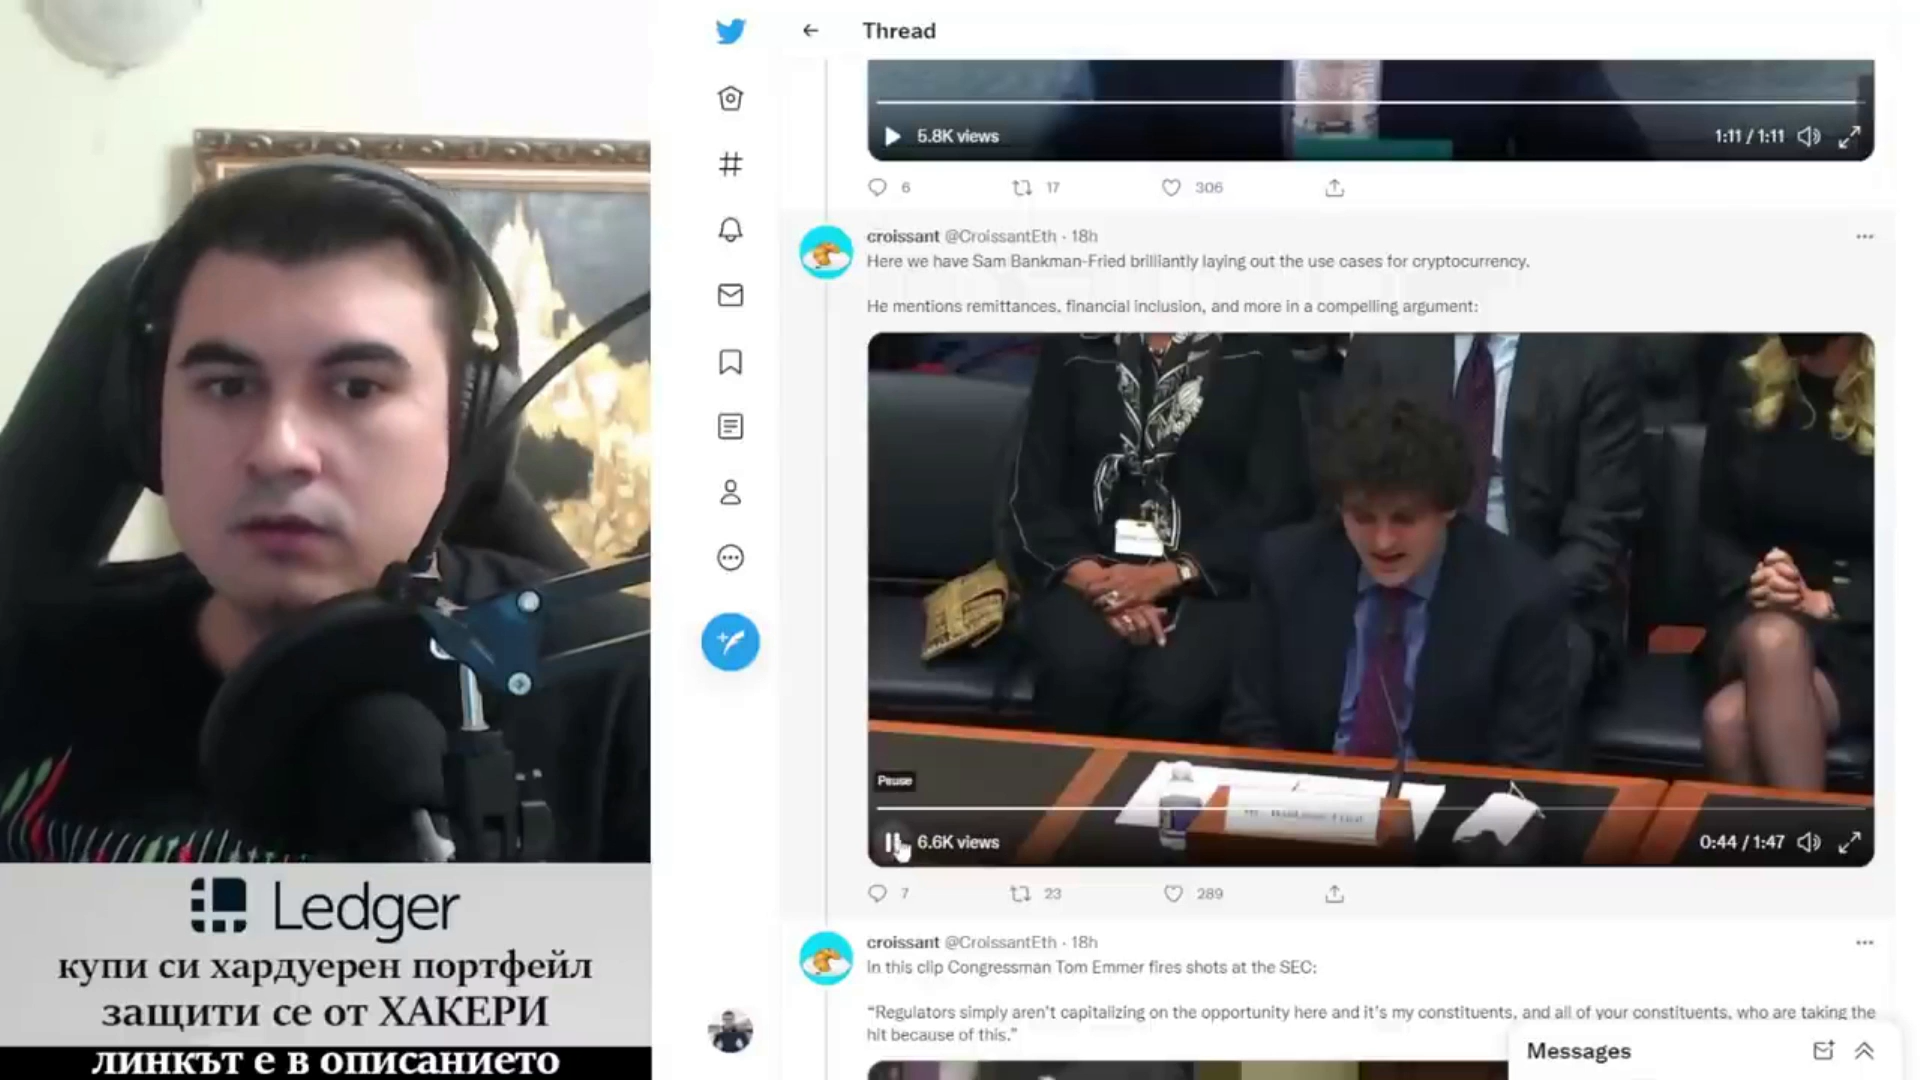 Thread
5.8K views
1:11 / 1:11
6
17
306
croissant @CroissantEth · 18h
Here we have Sam Bankman-Fried brilliantly laying out the use cases for cryptocurrency.
He mentions remittances, financial inclusion, and more in a compelling argument:
Pause
6.6K views
0:44 / 1:47
7
23
289
croissant @CroissantEth · 18h
In this clip Congressman Tom Emmer fires shots at the SEC:
“Regulators simply aren't capitalizing on the opportunity here and it's my constituents, and all of your constituents, who are taking the
hit because of this.”
Messages
Ledger
купи си хардуерен портфейл
защити се от ХАКЕРИ
линкът е в описанието